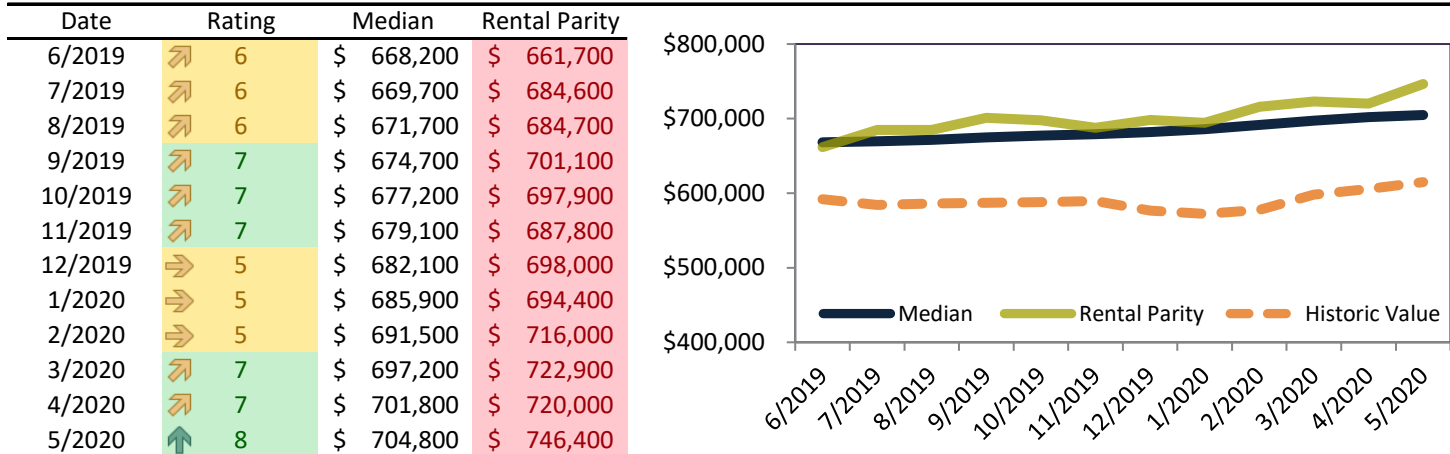 Date Rating Median Rental Parity
6/2019 6 $ 668,200 $ 661,700
7/2019 6 $ 669,700 $ 684,600
8/2019 6 $ 671,700 $ 684,700
9/2019 7 $ 674,700 $ 701,100
10/2019 7 $ 677,200 $ 697,900
11/2019 7 $ 679,100 $ 687,800
12/2019 5 $ 682,100 $ 698,000
1/2020 5 $ 685,900 $ 694,400
2/2020 5 $ 691,500 $ 716,000
3/2020 7 $ 697,200 $ 722,900
4/2020 7 $ 701,800 $ 720,000
5/2020 8 $ 704,800 $ 746,400
$800,000
$700,000
$600,000
$500,000
$400,000
Median Rental Parity Historic Value
6/2019 7/2019 8/2019 9/2019 10/2019 11/2019 12/2019 1/2020 2/2020 3/2020 4/2020 5/2020